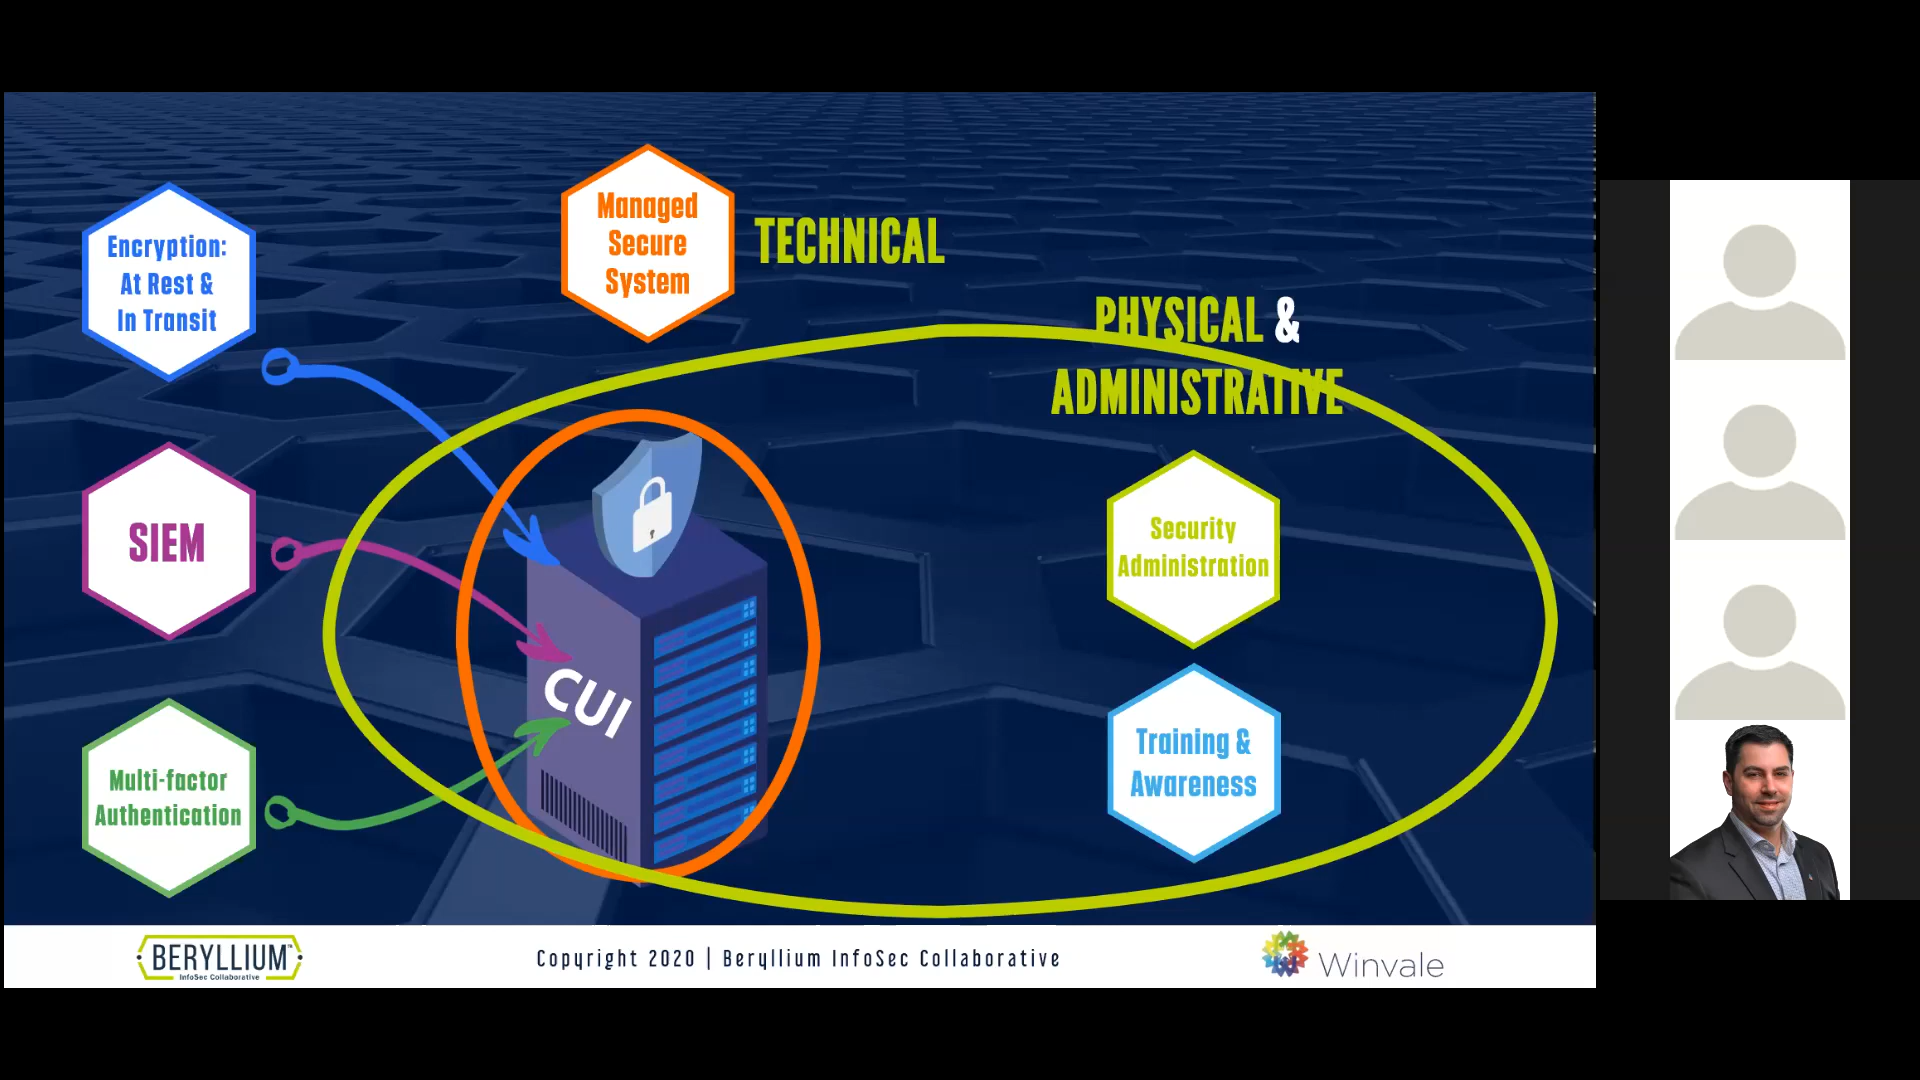 Encryption:
At Rest &
In Transit
Managed
Secure
System
TECHNICAL
PHYSICAL &
ADMINISTRATIVE
SIEM
Security
Administration
CUI
Multi-factor
Authentication
Training &
Awareness
BERYLLIUM™
InfoSec Collaborative
Copyright 2020 | Beryllium InfoSec Collaborative
Winvale